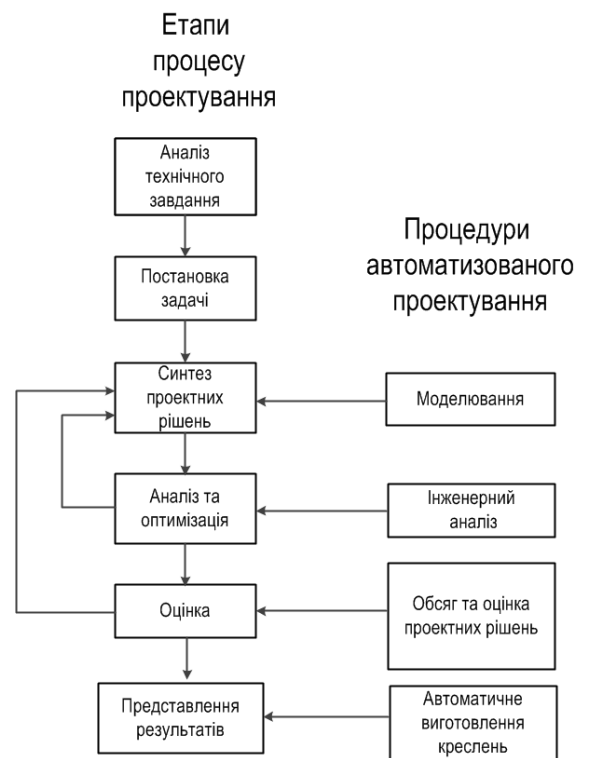 Етапи
процесу
проектування
Аналіз
технічного
завдання
Постановка
задачі
Синтез
проектних
рішень
Аналіз та
оптимізація
Оцінка
Представлення
результатів
Процедури
автоматизованого
проектування
Моделювання
Інженерний
аналіз
Обсяг та оцінка
проектних рішень
Автоматичне
виготовлення
креслень